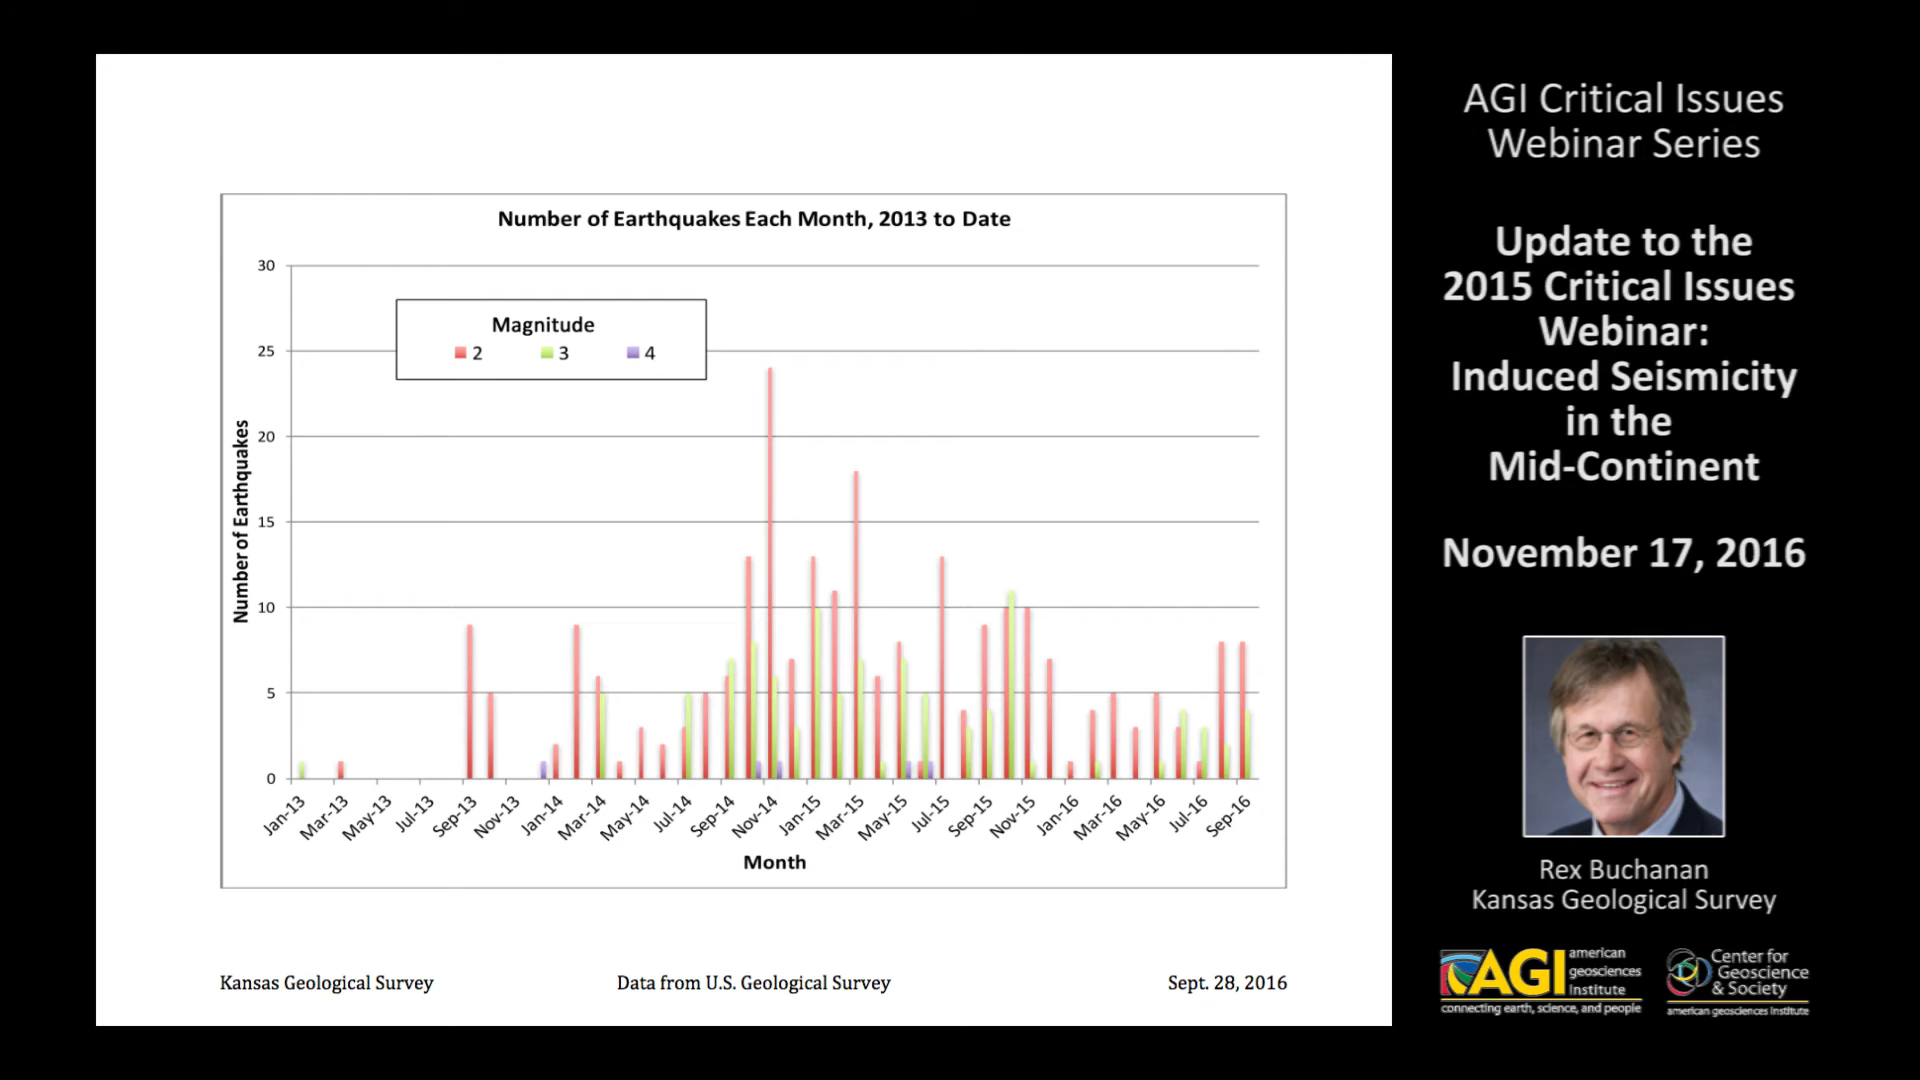 Number of Earthquakes Each Month, 2013 to Date
30
25
20
15
10
5
0
Number of Earthquakes
Magnitude
2 3 4
Jan-13 Mar-13 May-13 Jul-13 Sep-13 Nov-13 Jan-14 Mar-14 May-14 Jul-14 Sep-14 Nov-14 Jan-15 Mar-15 May-15 Jul-15 Sep-15 Nov-15 Jan-16 Mar-16 May-16 Jul-16 Sep-16
Month
Kansas Geological Survey Data from U.S. Geological Survey Sept. 28, 2016
AGI Critical Issues
Webinar Series
Update to the
2015 Critical Issues
Webinar:
Induced Seismicity
in the
Mid-Continent
November 17, 2016
Rex Buchanan
Kansas Geological Survey
AGI
american
geosciences
institute
connecting earth, science, and people
Center for
Geoscience
& Society
american geosciences institute